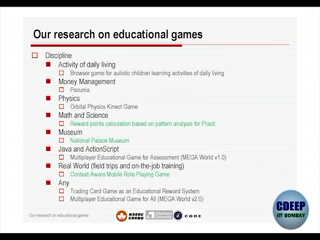 Our research on educational games
Discipline
Activity of daily living
Browser game for autistic children learning activities of daily living
Money Management
Pecunia
Physics
Orbital Physics Kinect Game
Math and Science
Reward points calculation based on pattern analysis for Practi
Museum
National Palace Museum
Java and ActionScript
Multiplayer Educational Game for Assessment (MEGA World v1.0)
Real World (field trips and on-the-job training)
Context-Aware Mobile Role Playing Game
Any
Trading Card Game as an Educational Reward System
Multiplayer Educational Game for All (MEGA World v2.0)
Our research on educational games
NSERC
CRSNG
CORE
CDEEP
IIT BOMBAY